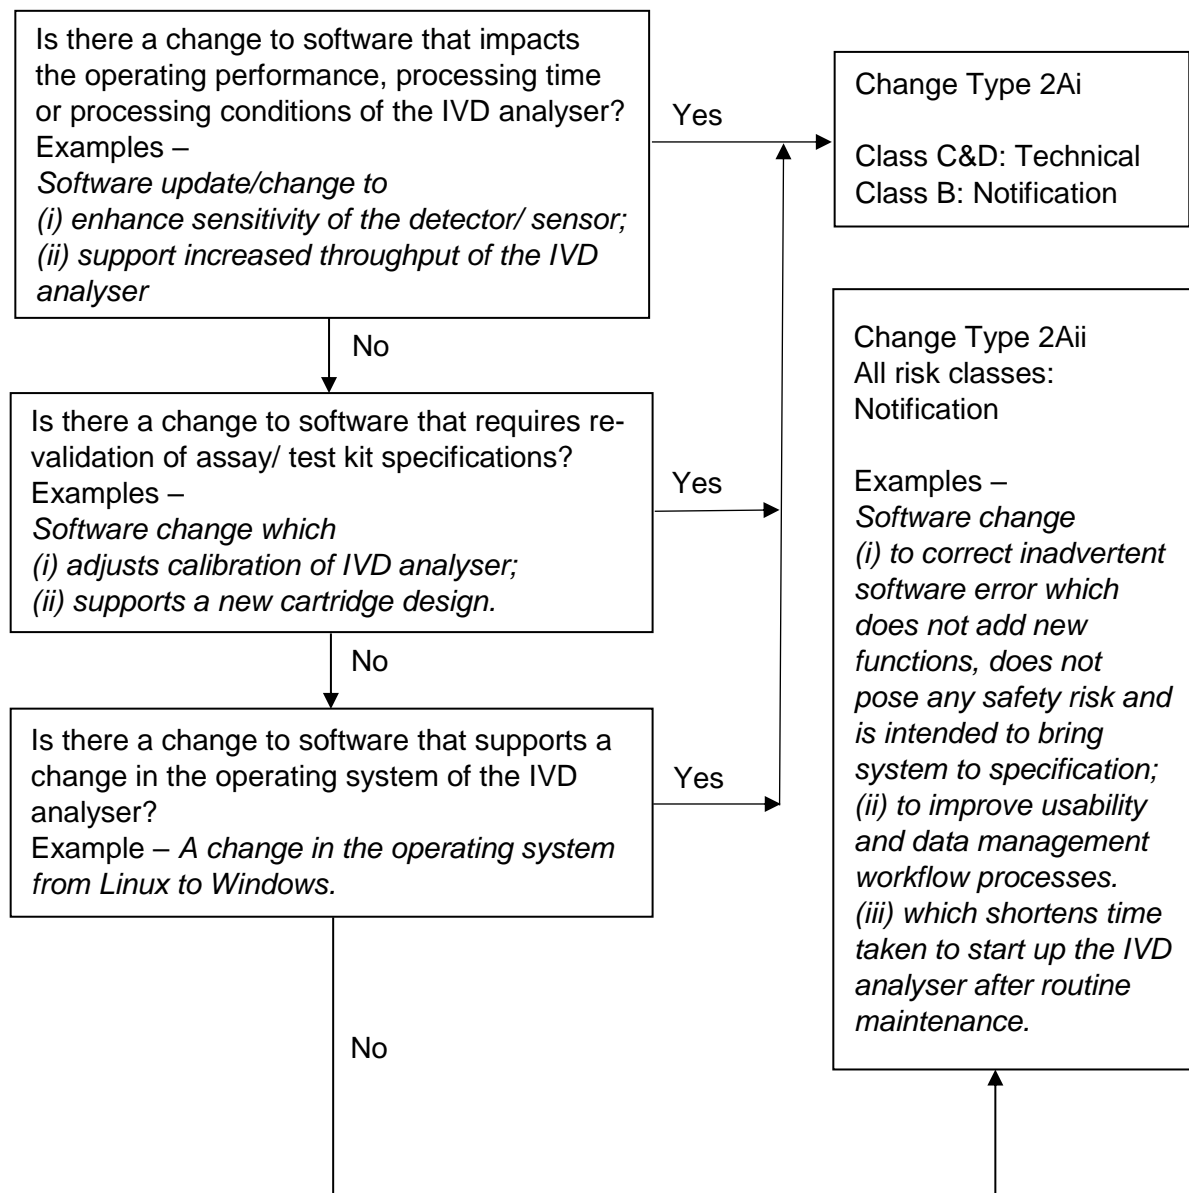 Is there a change to software that impacts
the operating performance, processing time
or processing conditions of the IVD analyser?
Examples –
Software update/change to
(i) enhance sensitivity of the detector/ sensor;
(ii) support increased throughput of the IVD
analyser
Yes
Change Type 2Ai
Class C&D: Technical
Class B: Notification
No
Is there a change to software that requires re-
validation of assay/ test kit specifications?
Examples –
Software change which
(i) adjusts calibration of IVD analyser;
(ii) supports a new cartridge design.
Yes
No
Is there a change to software that supports a
change in the operating system of the IVD
analyser?
Example – A change in the operating system
from Linux to Windows.
Yes
No
Change Type 2Aii
All risk classes:
Notification
Examples –
Software change
(i) to correct inadvertent
software error which
does not add new
functions, does not
pose any safety risk and
is intended to bring
system to specification;
(ii) to improve usability
and data management
workflow processes.
(iii) which shortens time
taken to start up the IVD
analyser after routine
maintenance.